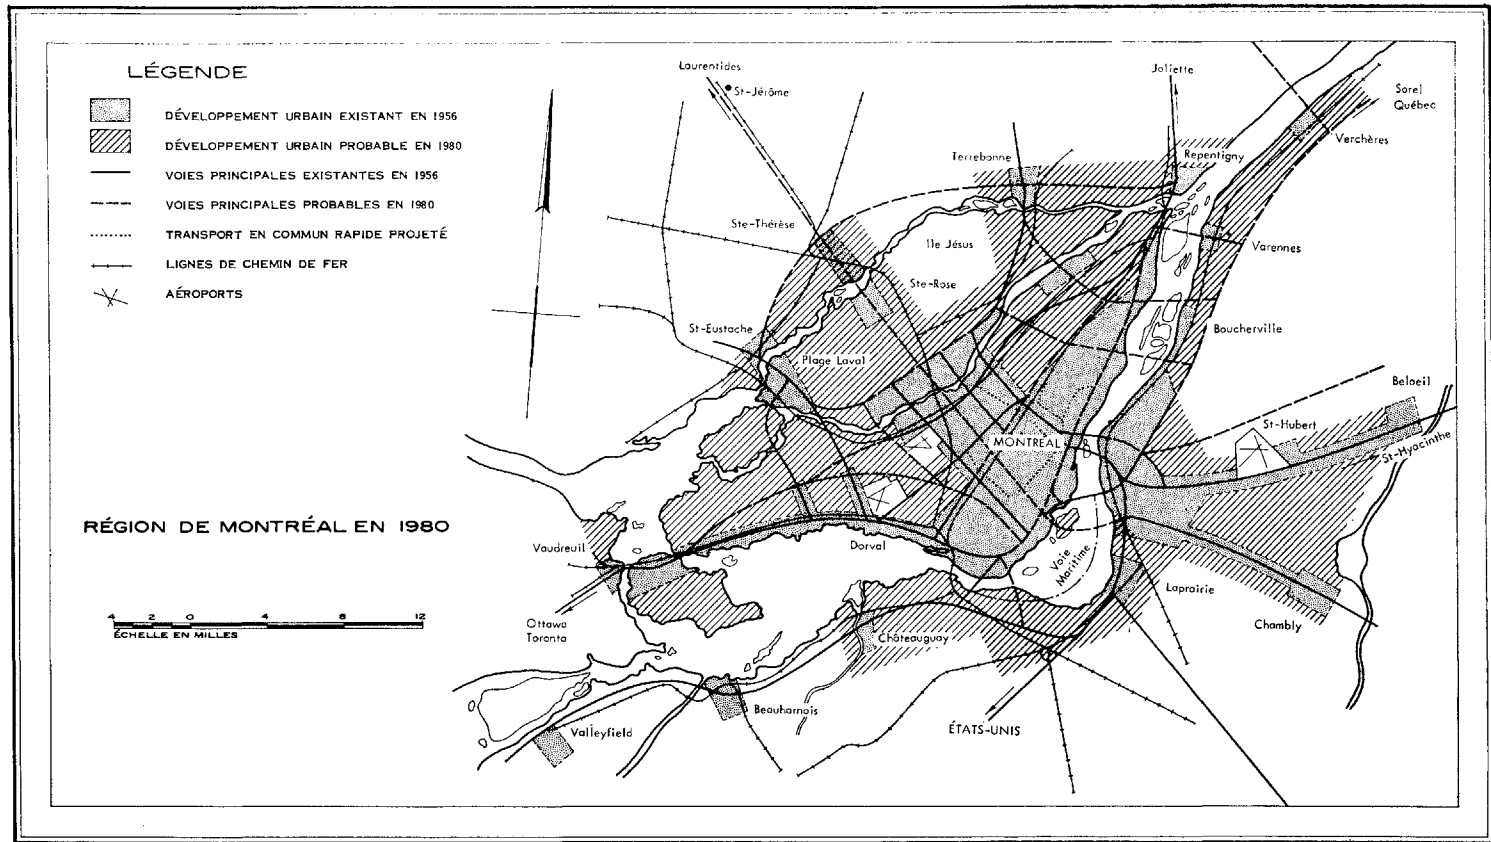 LÉGENDE
DÉVELOPPEMENT URBAIN EXISTANT EN 1956
DÉVELOPPEMENT URBAIN PROBABLE EN 1980
VOIES PRINCIPALES EXISTANTES EN 1956
VOIES PRINCIPALES PROBABLES EN 1980
TRANSPORT EN COMMUN RAPIDE PROJETÉ
LIGNES DE CHEMIN DE FER
AÉROPORTS
RÉGION DE MONTRÉAL EN 1980
4 2 0 4 8 12
ÉCHELLE EN MILLES
Laurentides
St-Jérôme
Joliette
Sorel
Québec
Verchères
Terrebonne
Repentigny
Ste-Thérèse
Ile Jésus
Varennes
Ste-Rose
St-Eustache
Boucherville
Plage Laval
Beloeil
St-Hubert
MONTRÉAL
St-Hyacinthe
Vaudreuil
Dorval
Voie
Maritime
Laprairie
Ottawa
Toronto
Châteauguay
Chambly
Beauharnois
Valleyfield
ÉTATS-UNIS